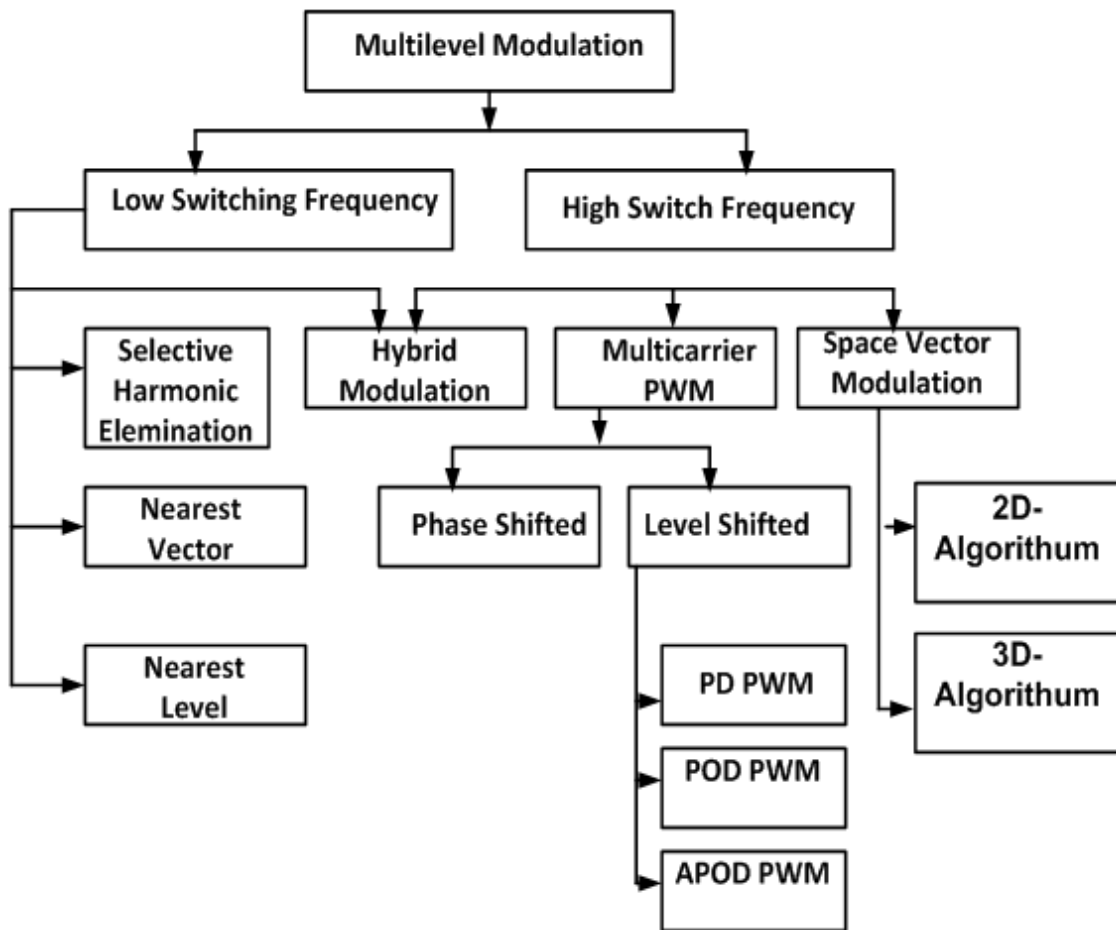 Multilevel Modulation
Low Switching Frequency
High Switch Frequency
Selective
Harmonic
Elemination
Hybrid
Modulation
Multicarrier
PWM
Space Vector
Modulation
Nearest
Vector
Phase Shifted
Level Shifted
2D-
Algorithum
Nearest
Level
PD PWM
3D-
Algorithum
POD PWM
APOD PWM